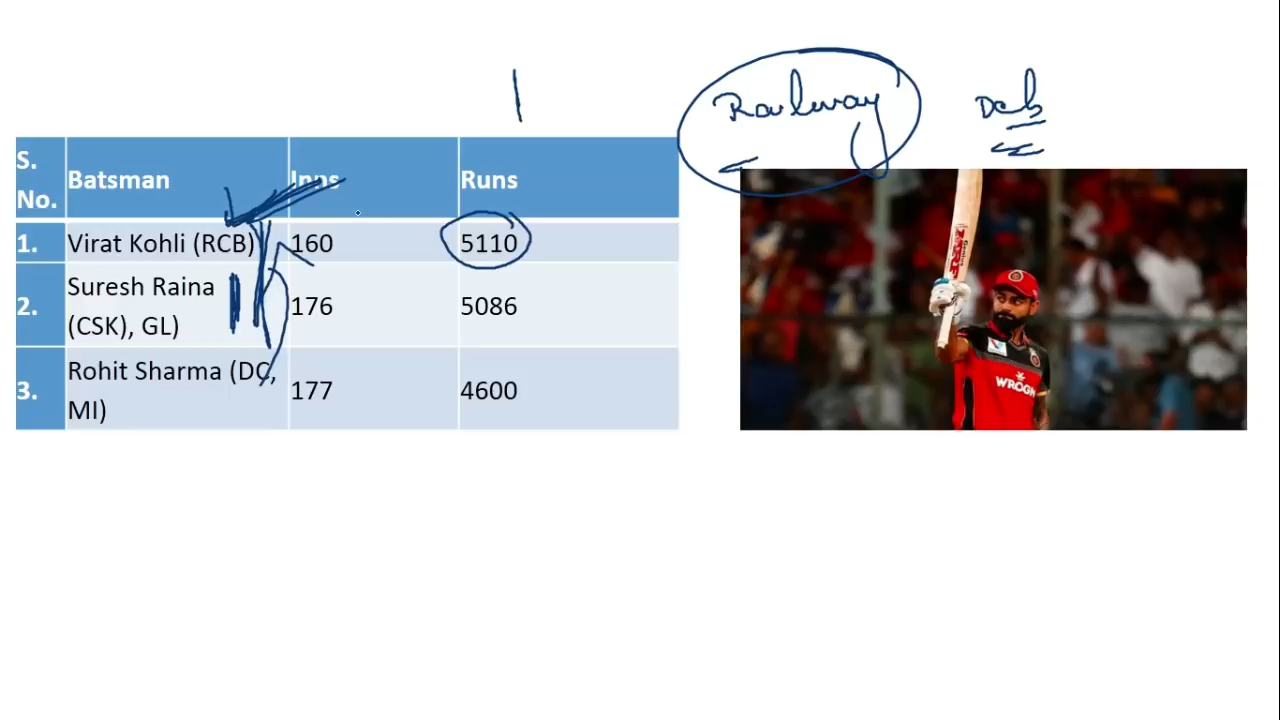 Railway
S. No. Batsman Inns Runs
1. Virat Kohli (RCB) 160 5110
2. Suresh Raina (CSK), GL) 176 5086
3. Rohit Sharma (DC, MI) 177 4600
WROGN